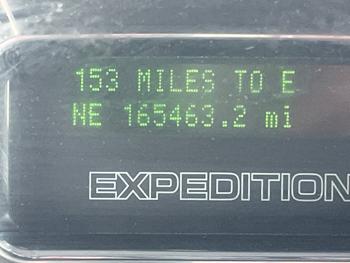 153 MILES TO E
NE 165463.2 mi
EXPEDITION